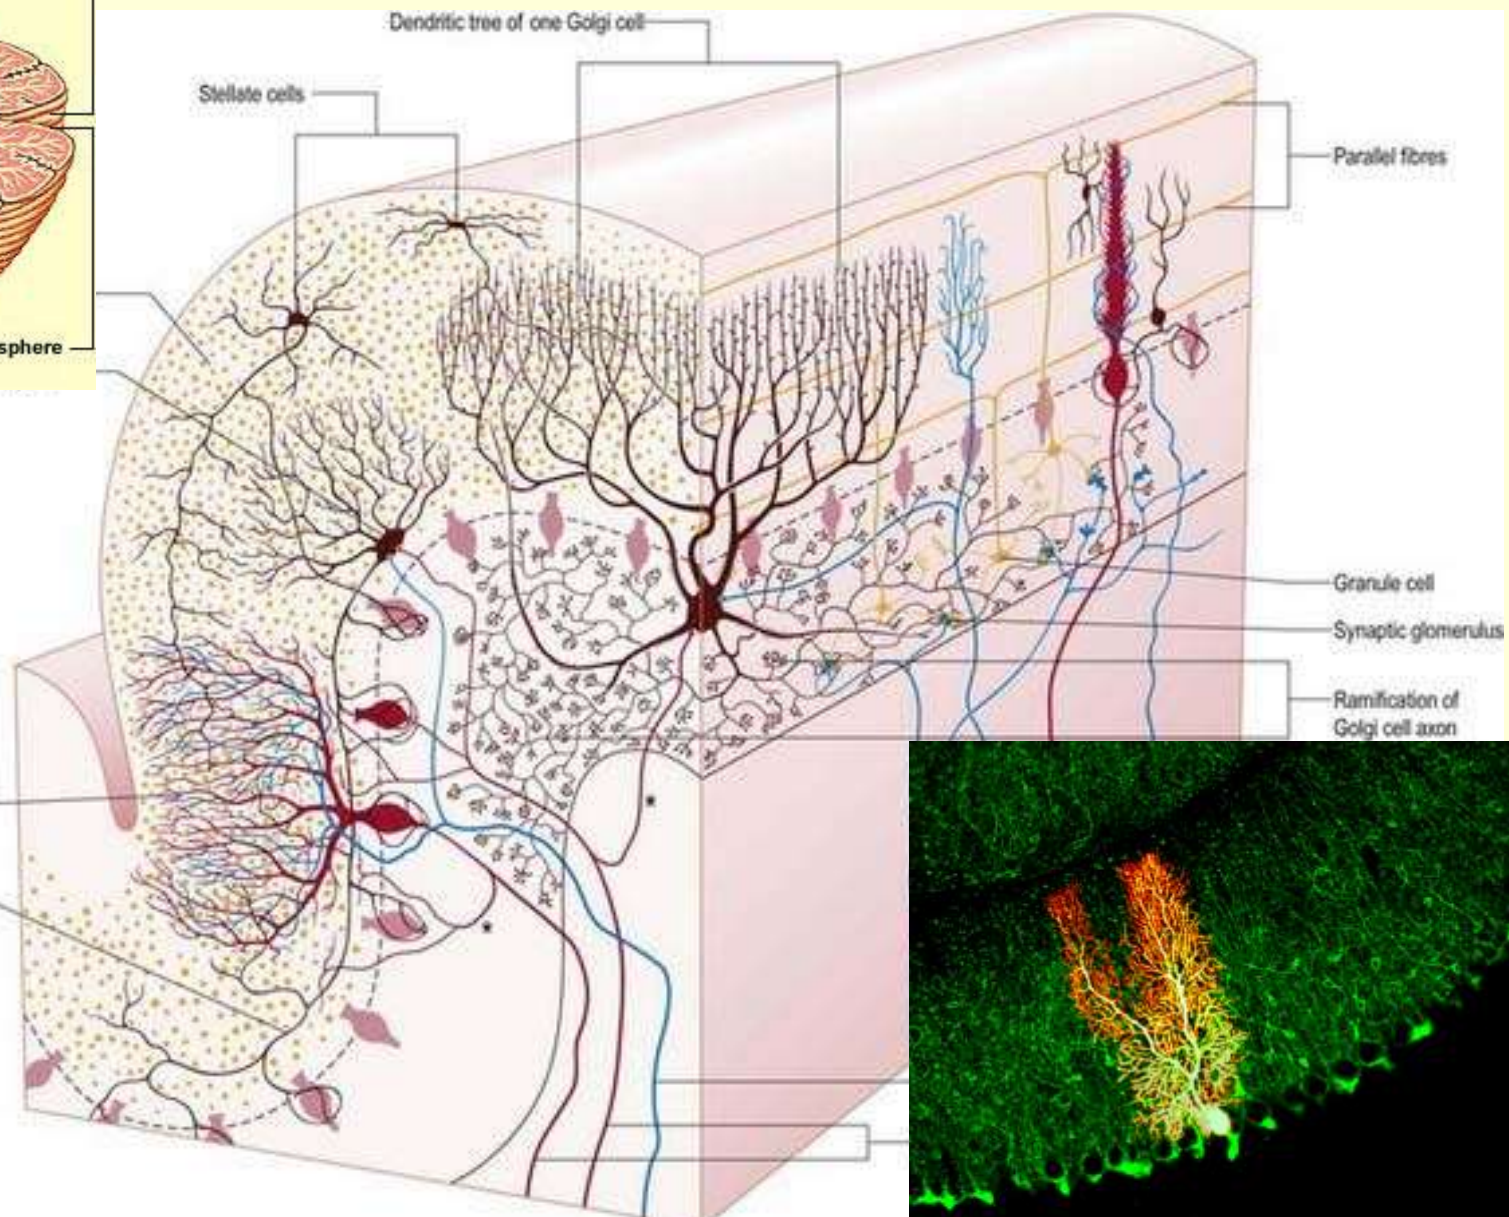 Dendritic tree of one Golgi cell
Stellate cells
Parallel fibres
sphere
Granule cell
Synaptic glomerulus
Ramification of
Golgi cell axon
*
*